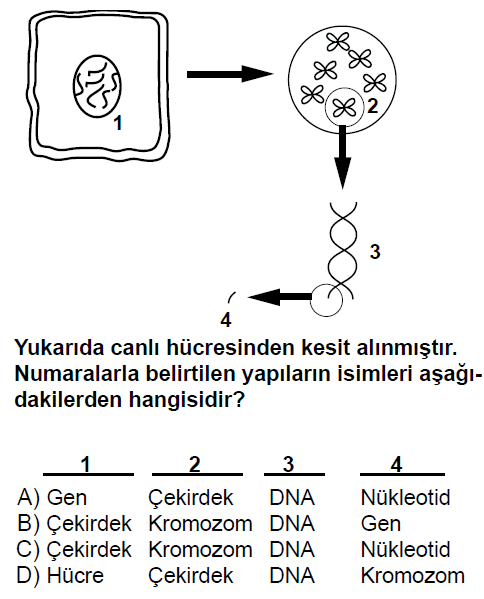 1
2
3
4
Yukarıda canlı hücresinden kesit alınmıştır.
Numaralarla belirtilen yapıların isimleri aşağı-
dakilerden hangisidir?
1 2 3 4
A) Gen Çekirdek DNA Nükleotid
B) Çekirdek Kromozom DNA Gen
C) Çekirdek Kromozom DNA Nükleotid
D) Hücre Çekirdek DNA Kromozom